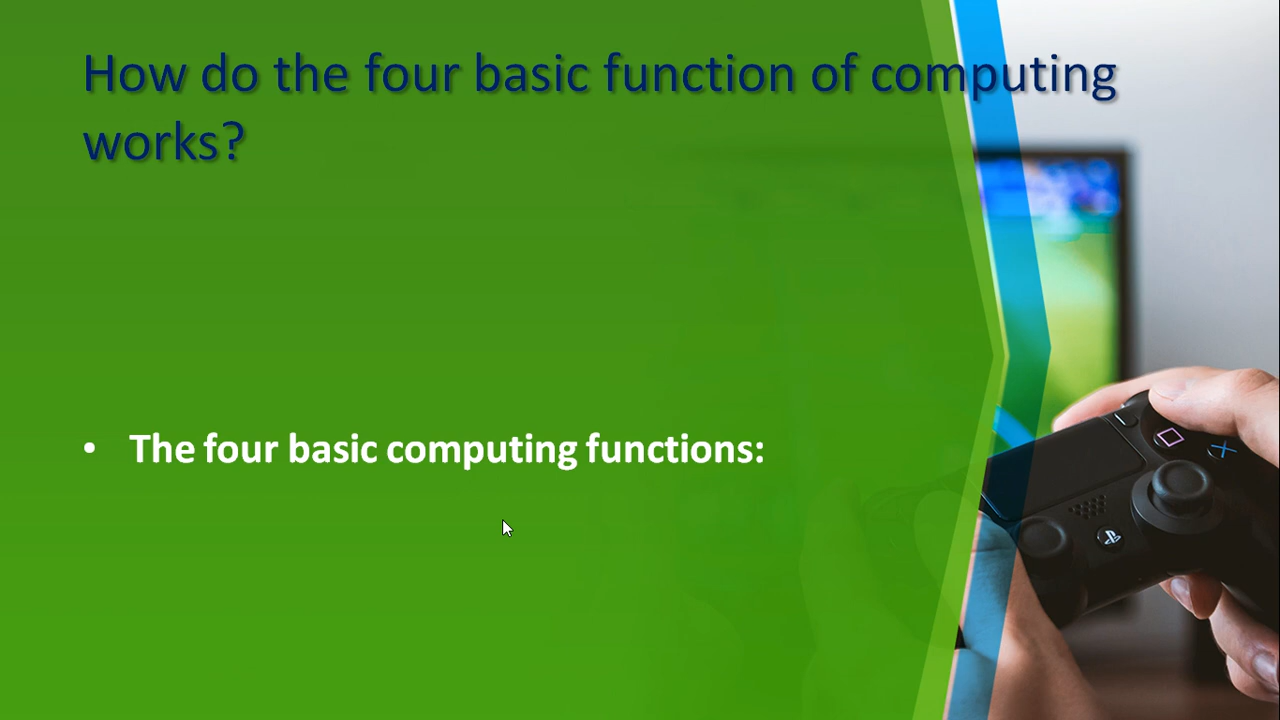 How do the four basic function of computing
works?
• The four basic computing functions: